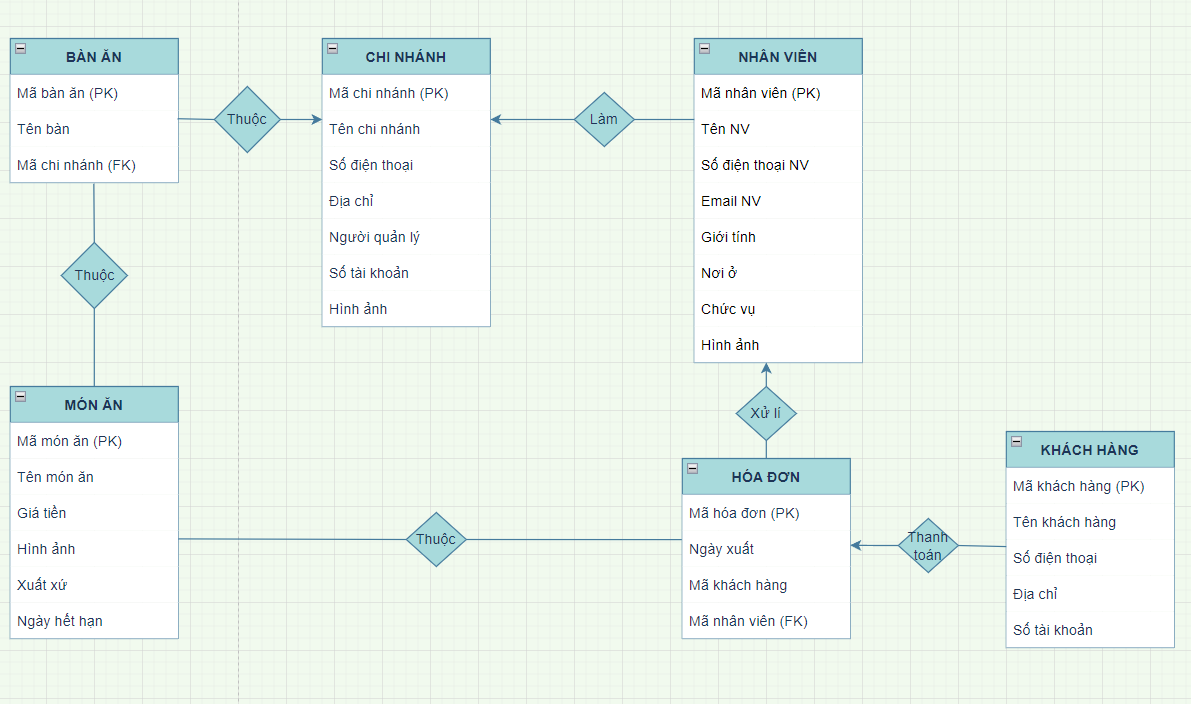 BÀN ĂN
Mã bàn ăn (PK)
Tên bàn
Mã chi nhánh (FK)
Thuộc
CHI NHÁNH
Mã chi nhánh (PK)
Tên chi nhánh
Số điện thoại
Địa chỉ
Người quản lý
Số tài khoản
Hình ảnh
Làm
NHÂN VIÊN
Mã nhân viên (PK)
Tên NV
Số điện thoại NV
Email NV
Giới tính
Nơi ở
Chức vụ
Hình ảnh
Thuộc
Xử lí
MÓN ĂN
Mã món ăn (PK)
Tên món ăn
Giá tiền
Hình ảnh
Xuất xứ
Ngày hết hạn
Thuộc
HÓA ĐƠN
Mã hóa đơn (PK)
Ngày xuất
Mã khách hàng
Mã nhân viên (FK)
Thanh
toán
KHÁCH HÀNG
Mã khách hàng (PK)
Tên khách hàng
Số điện thoại
Địa chỉ
Số tài khoản